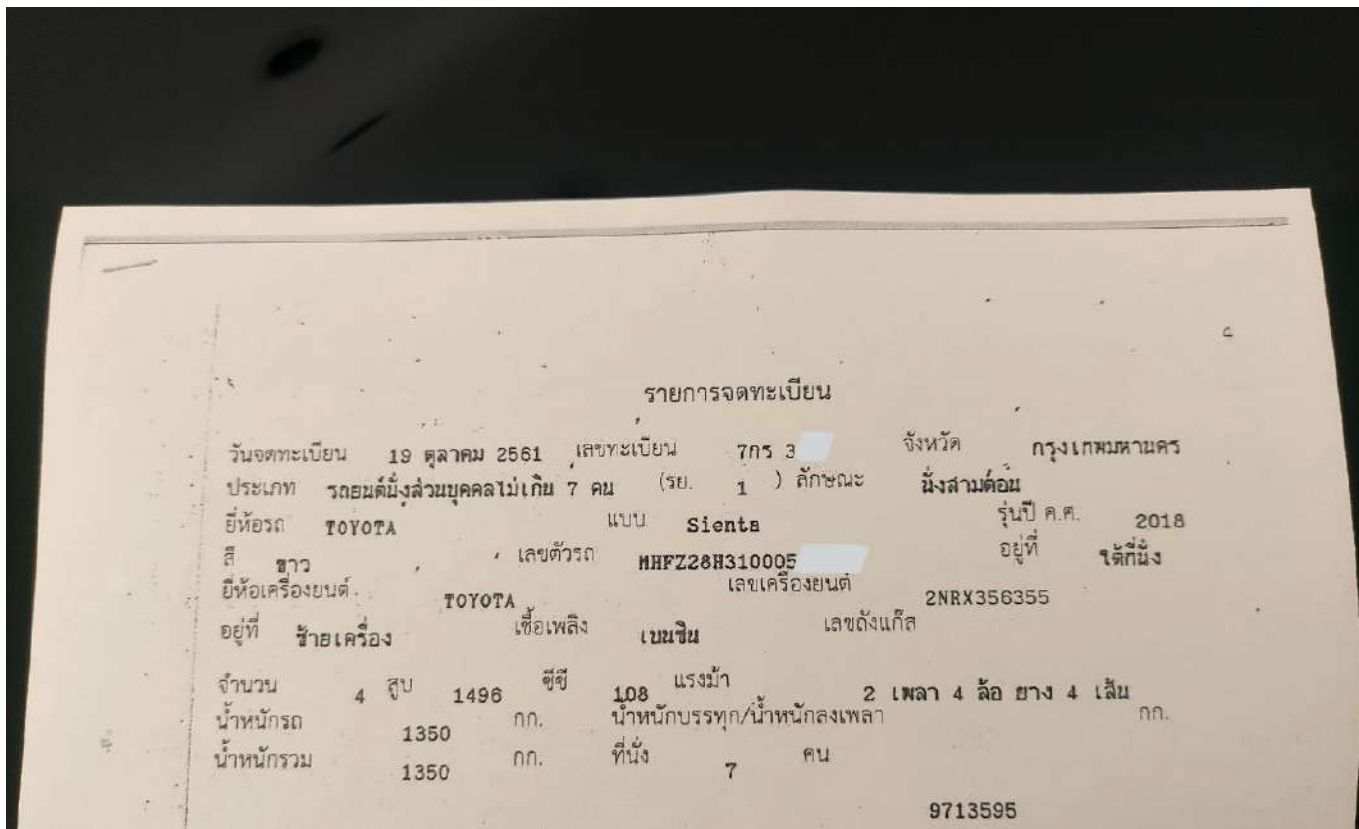 รายการจดทะเบียน
วันจดทะเบียน 19 ตุลาคม 2561 เลขทะเบียน 7กร 3 จังหวัด กรุงเทพมหานคร
ประเภท รถยนต์นั่งส่วนบุคคลไม่เกิน 7 คน (รย. 1 ) ลักษณะ นั่งสามตอน
ยี่ห้อรถ TOYOTA แบบ Sienta รุ่นปี ค.ศ. 2018
สี ขาว เลขตัวรถ MHFZ28H310005 อยู่ที่ ใต้ที่นั่ง
ยี่ห้อเครื่องยนต์ TOYOTA เลขเครื่องยนต์ 2NRX356355
อยู่ที่ ซ้ายเครื่อง เชื้อเพลิง เบนซิน เลขถังแก๊ส
จำนวน 4 สูบ 1496 ซีซี 108 แรงม้า 2 เพลา 4 ล้อ ยาง 4 เส้น
น้ำหนักรถ 1350 กก. น้ำหนักบรรทุก/น้ำหนักลงเพลา กก.
น้ำหนักรวม 1350 กก. ที่นั่ง 7 คน
9713595